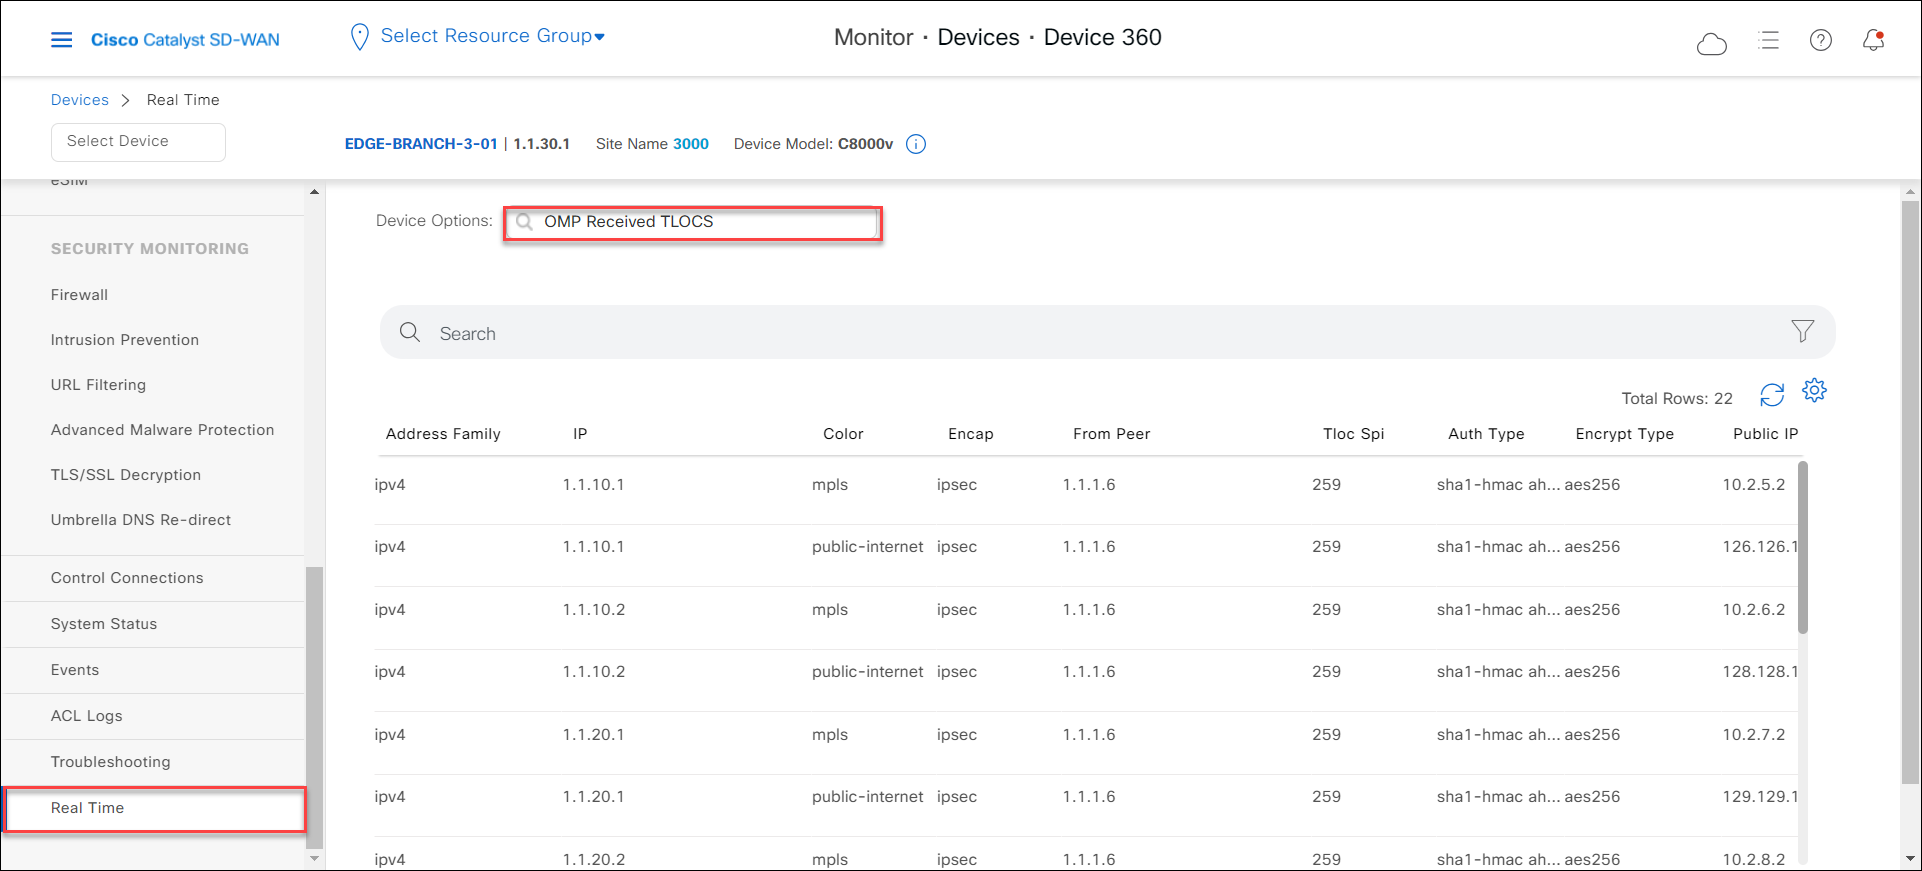 Cisco Catalyst SD-WAN
Select Resource Group
Monitor · Devices · Device 360
Devices > Real Time
Select Device
EDGE-BRANCH-3-01 | 1.1.30.1 Site Name 3000 Device Model: C8000v
eSIM
SECURITY MONITORING
Firewall
Intrusion Prevention
URL Filtering
Advanced Malware Protection
TLS/SSL Decryption
Umbrella DNS Re-direct
Control Connections
System Status
Events
ACL Logs
Troubleshooting
Real Time
Device Options: OMP Received TLOCS
Search
Total Rows: 22
Address Family IP Color Encap From Peer Tloc Spi Auth Type Encrypt Type Public IP
ipv4 1.1.10.1 mpls ipsec 1.1.1.6 259 sha1-hmac ah... aes256 10.2.5.2
ipv4 1.1.10.1 public-internet ipsec 1.1.1.6 259 sha1-hmac ah... aes256 126.126.1
ipv4 1.1.10.2 mpls ipsec 1.1.1.6 259 sha1-hmac ah... aes256 10.2.6.2
ipv4 1.1.10.2 public-internet ipsec 1.1.1.6 259 sha1-hmac ah... aes256 128.128.1
ipv4 1.1.20.1 mpls ipsec 1.1.1.6 259 sha1-hmac ah... aes256 10.2.7.2
ipv4 1.1.20.1 public-internet ipsec 1.1.1.6 259 sha1-hmac ah... aes256 129.129.1
ipv4 1.1.20.2 mpls ipsec 1.1.1.6 259 sha1-hmac ah... aes256 10.2.8.2